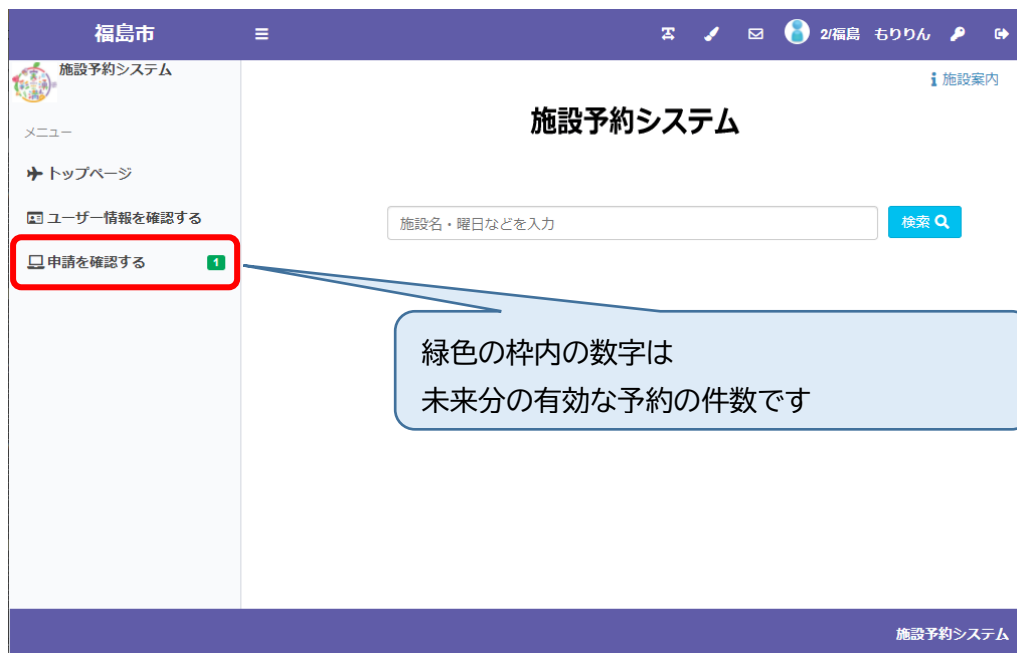 福島市
2/福島 もりりん
施設予約システム
施設案内
メニュー
施設予約システム
トップページ
ユーザー情報を確認する
施設名・曜日などを入力
検索
申請を確認する 1
緑色の枠内の数字は
未来分の有効な予約の件数です
施設予約システム